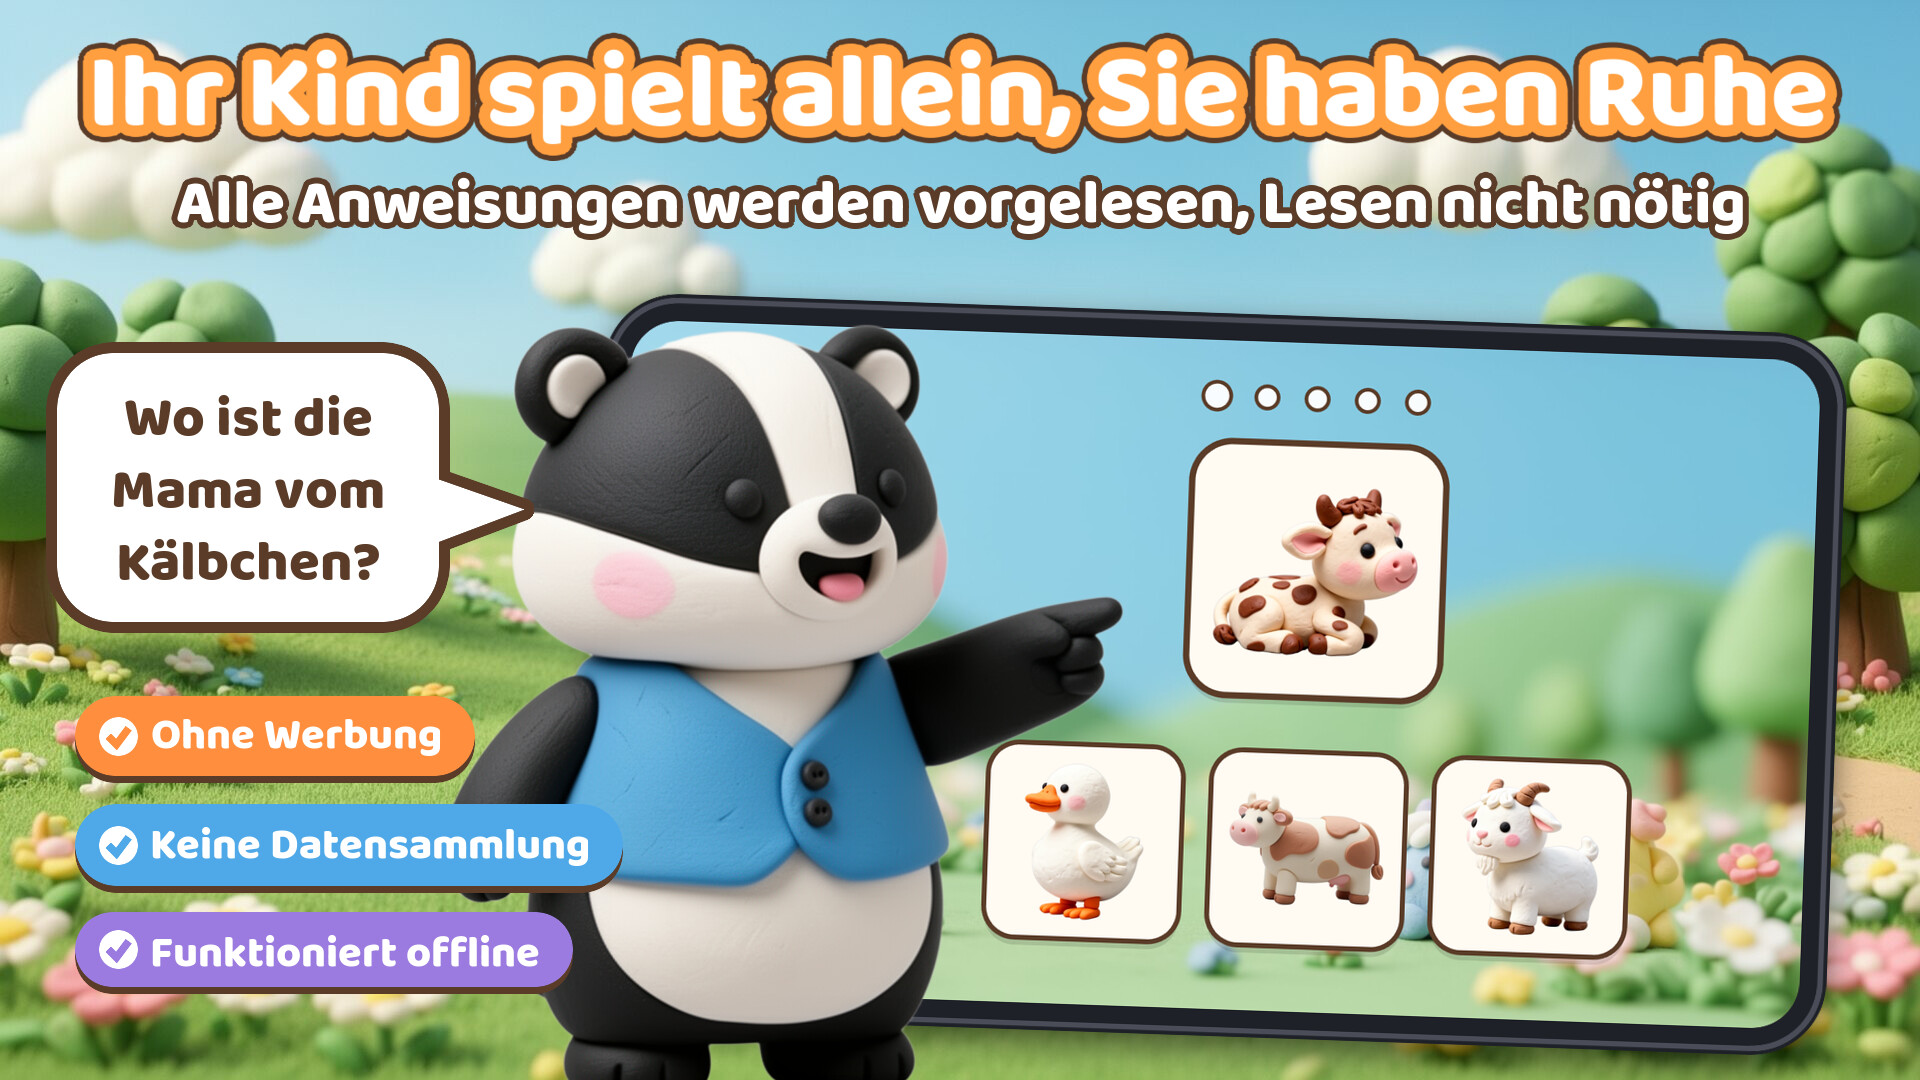 Ihr Kind spielt allein, Sie haben Ruhe
Alle Anweisungen werden vorgelesen, Lesen nicht nötig
Wo ist die
Mama vom
Kälbchen?
Ohne Werbung
Keine Datensammlung
Funktioniert offline